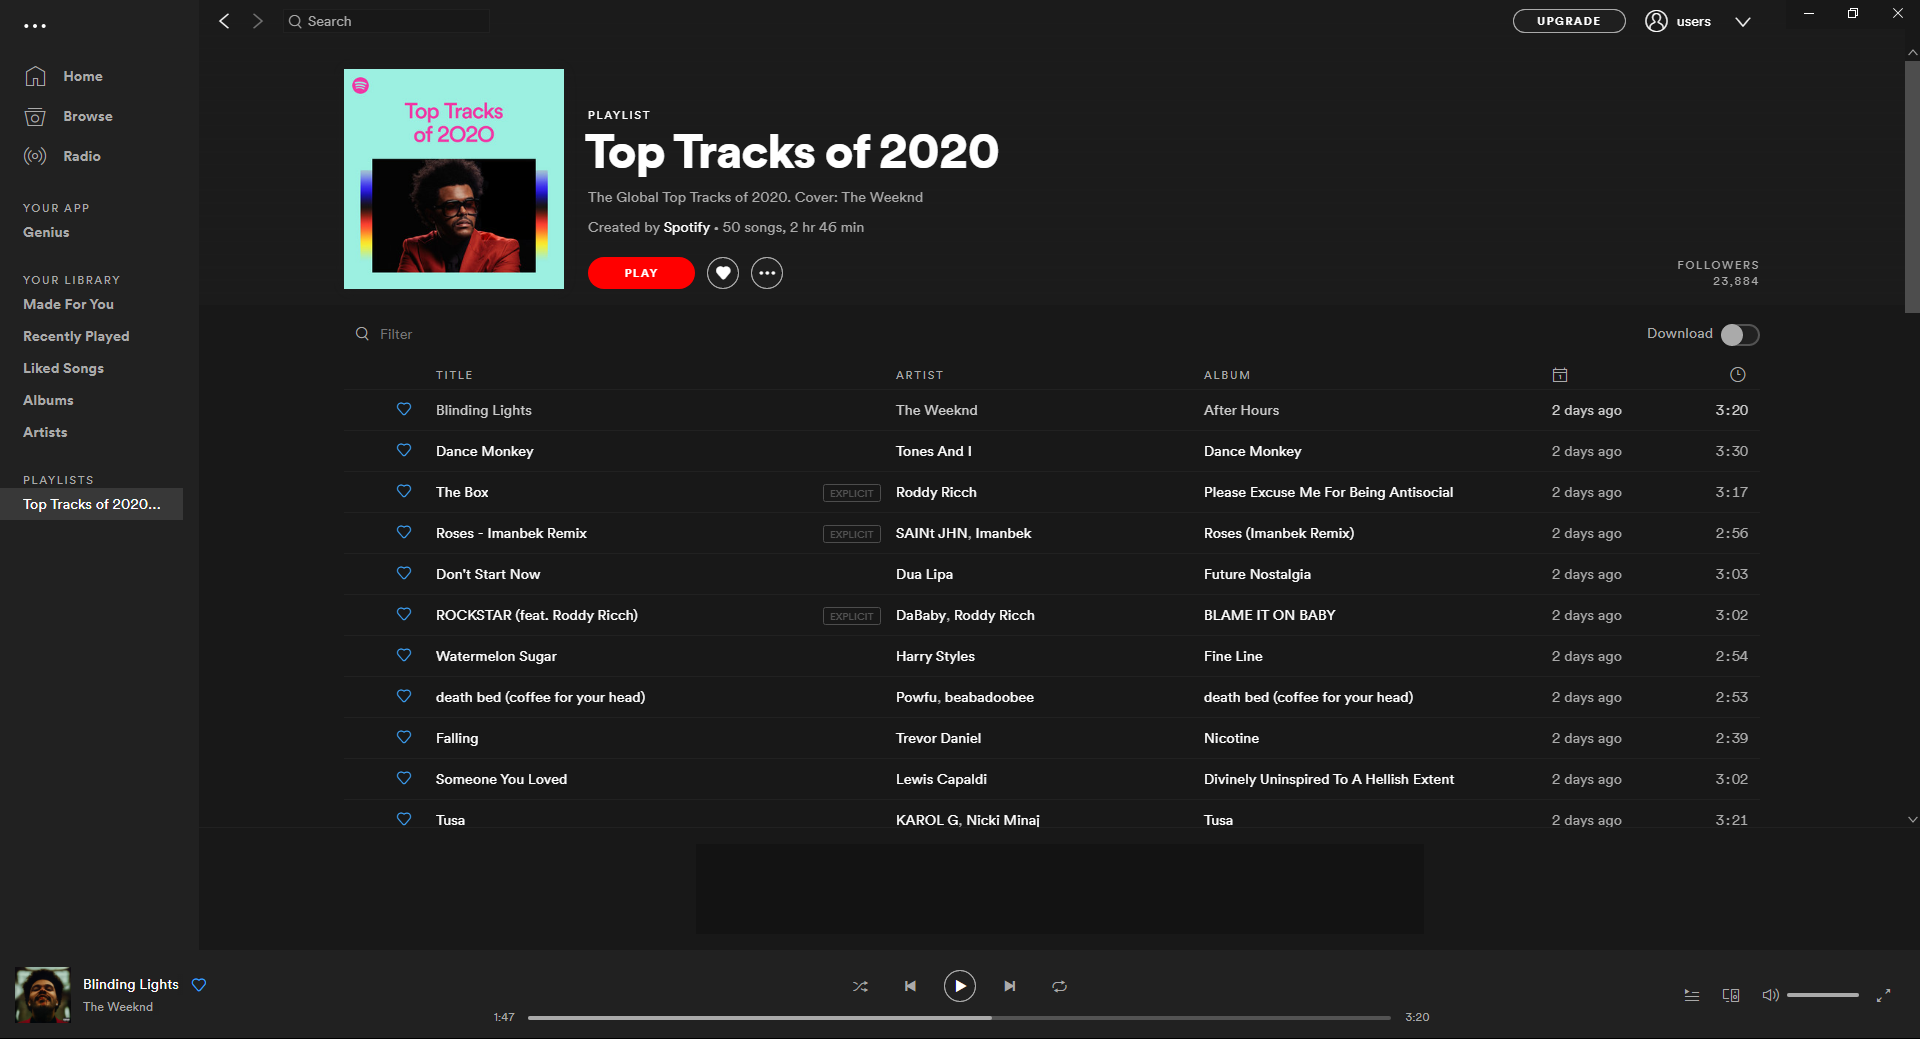 Search
UPGRADE
users
Home
Browse
Radio
YOUR APP
Genius
YOUR LIBRARY
Made For You
Recently Played
Liked Songs
Albums
Artists
PLAYLISTS
Top Tracks of 2020...
Top Tracks
of 2020
PLAYLIST
Top Tracks of 2020
The Global Top Tracks of 2020. Cover: The Weeknd
Created by Spotify • 50 songs, 2 hr 46 min
PLAY
FOLLOWERS
23,884
Filter
Download
TITLE ARTIST ALBUM 1
Blinding Lights The Weeknd After Hours 2 days ago 3:20
Dance Monkey Tones And I Dance Monkey 2 days ago 3:30
The Box EXPLICIT Roddy Ricch Please Excuse Me For Being Antisocial 2 days ago 3:17
Roses - Imanbek Remix EXPLICIT SAINt JHN, Imanbek Roses (Imanbek Remix) 2 days ago 2:56
Don't Start Now Dua Lipa Future Nostalgia 2 days ago 3:03
ROCKSTAR (feat. Roddy Ricch) EXPLICIT DaBaby, Roddy Ricch BLAME IT ON BABY 2 days ago 3:02
Watermelon Sugar Harry Styles Fine Line 2 days ago 2:54
death bed (coffee for your head) Powfu, beabadoobee death bed (coffee for your head) 2 days ago 2:53
Falling Trevor Daniel Nicotine 2 days ago 2:39
Someone You Loved Lewis Capaldi Divinely Uninspired To A Hellish Extent 2 days ago 3:02
Tusa KAROL G, Nicki Minaj Tusa 2 days ago 3:21
Blinding Lights
The Weeknd
1:47
3:20